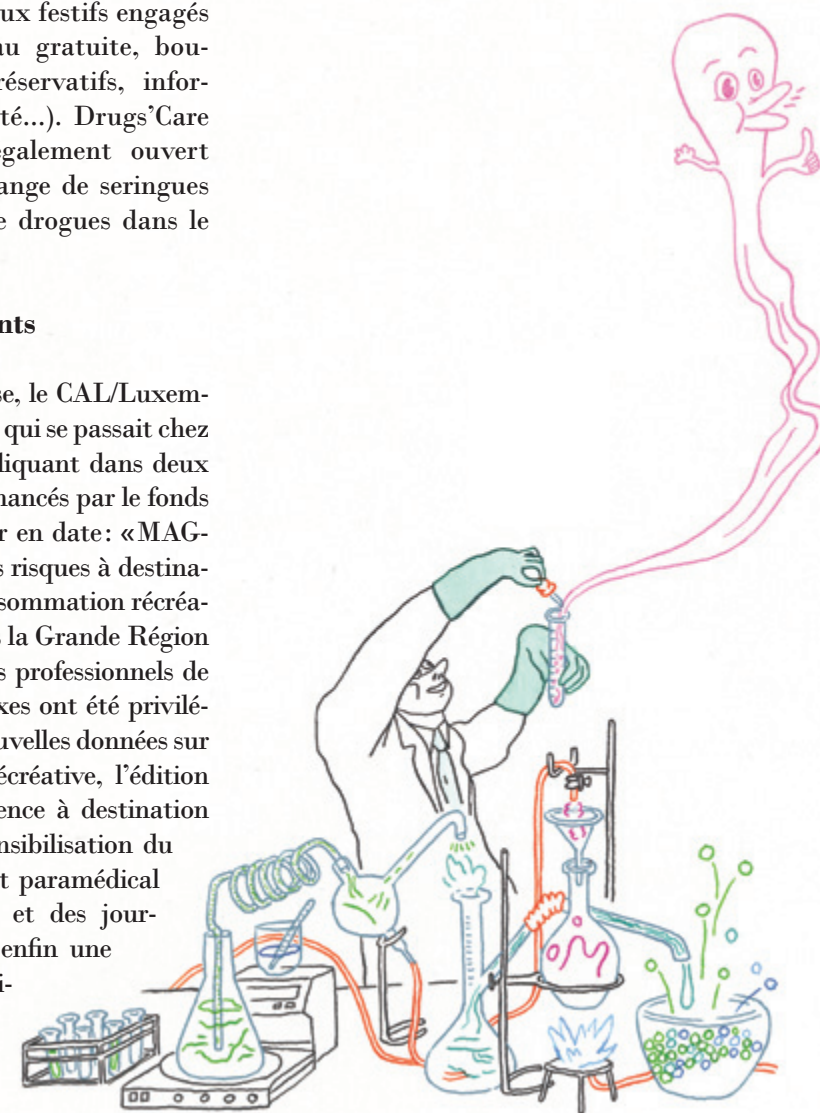 ux festifs engagés
au gratuite, bou-
réservatifs, infor-
té...). Drugs’Care
également ouvert
ange de seringues
e drogues dans le
nts
se, le CAL/Luxem-
qui se passait chez
liquant dans deux
nancés par le fonds
r en date: «MAG-
s risques à destina-
sommation récréa-
s la Grande Région
s professionnels de
xes ont été privilé-
uvelles données sur
écréative, l’édition
ence à destination
nsibilisation du
t paramédical
et des jour-
enfin une
i-